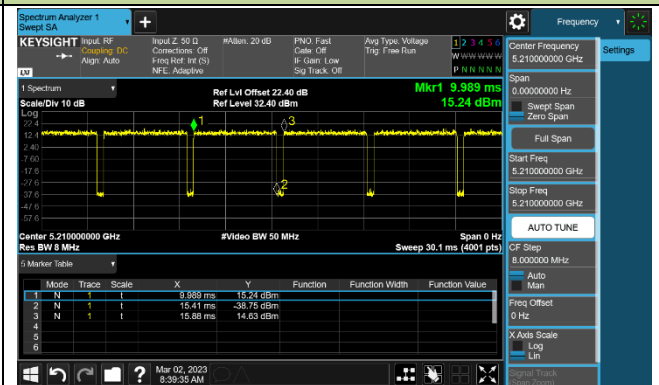 Spectrum Analyzer 1
Swept SA
+
Frequency
KEYSIGHT Input: RF Input Z: 50 Ω #Atten: 20 dB PNO: Fast Avg Type: Voltage 1 2 3 4 5 6
Coupling: DC Corrections: Off Gate: Off Trig: Free Run
Align: Auto Freq Ref: Int (S) IF Gain: Low W W W W W W
NFE: Adaptive Sig Track: Off P N N N N N
LXI
1 Spectrum
Ref Lvl Offset 22.40 dB Mkr1 9.989 ms
Scale/Div 10 dB Ref Level 32.40 dBm 15.24 dBm
Log
22.4
12.4
2.40
-7.60
-17.6
-27.6
-37.6
-47.6
-57.6
1
3
2
Center 5.210000000 GHz #Video BW 50 MHz Span 0 Hz
Res BW 8 MHz Sweep 30.1 ms (4001 pts)
5 Marker Table
Mode Trace Scale X Y Function Function Width Function Value
1 N 1 t 9.989 ms 15.24 dBm
2 N 1 t 15.41 ms -38.75 dBm
3 N 1 t 15.88 ms 14.63 dBm
4
5
6
Mar 02, 2023
8:39:35 AM
?
Center Frequency
5.210000000 GHz
Settings
Span
0.00000000 Hz
Swept Span
Zero Span
Full Span
Start Freq
5.210000000 GHz
Stop Freq
5.210000000 GHz
AUTO TUNE
CF Step
8.000000 MHz
Auto
Man
Freq Offset
0 Hz
X Axis Scale
Log
Lin
Signal Track
(Span Zoom)